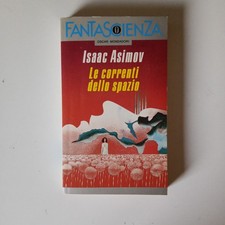 FANTASCIENZA
OSCAR MONDADORI
Isaac Asimov
Le correnti
dello spazio